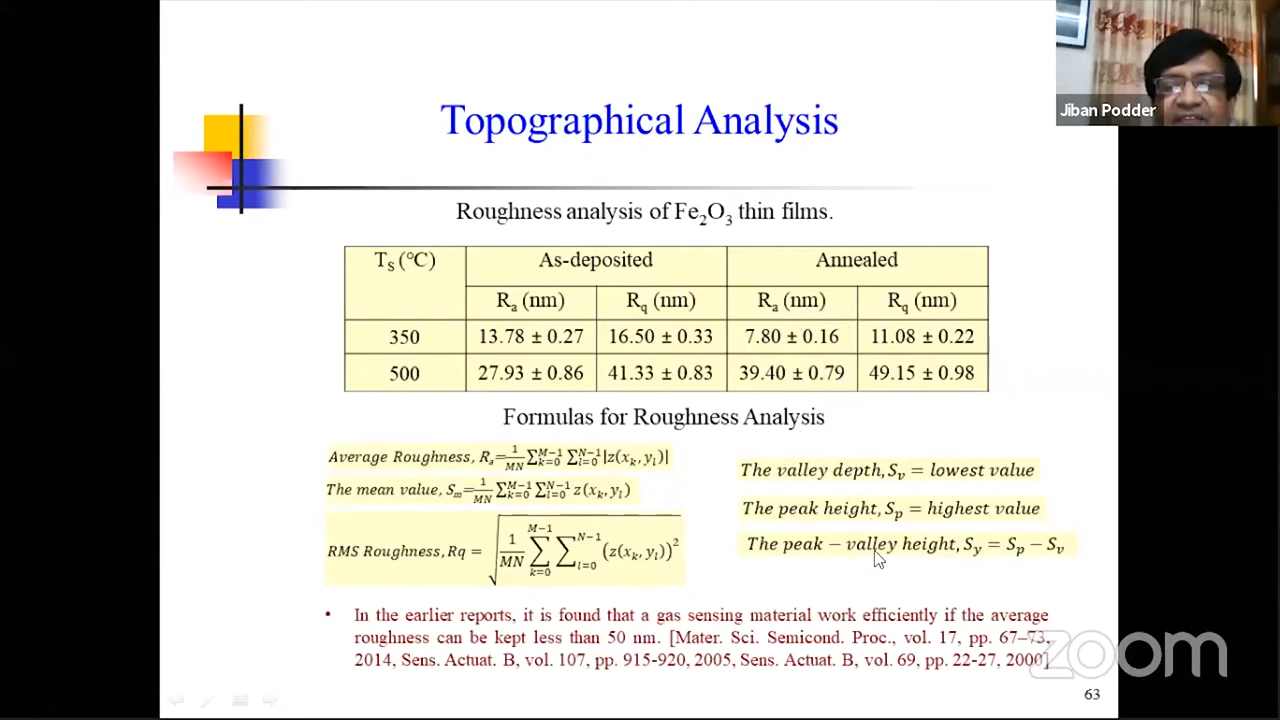 Jiban Podder
Topographical Analysis
Roughness analysis of Fe₂O₃ thin films.
T_S (°C) As-deposited Annealed
R_a (nm) R_q (nm) R_a (nm) R_q (nm)
350 13.78 ± 0.27 16.50 ± 0.33 7.80 ± 0.16 11.08 ± 0.22
500 27.93 ± 0.86 41.33 ± 0.83 39.40 ± 0.79 49.15 ± 0.98
Formulas for Roughness Analysis
Average Roughness, R_a=\frac{1}{MN} ∑_{k=0}^{M−1} ∑_{l=0}^{N−1}|z(x_k, y_l)|
The mean value, S_m=\frac{1}{MN} ∑_{k=0}^{M−1} ∑_{l=0}^{N−1} z(x_k, y_l)
RMS Roughness, Rq = \sqrt{\frac{1}{MN} ∑_{k=0}^{M−1} ∑_{l=0}^{N−1}(z(x_k, y_l))^2}
The valley depth, S_v = lowest value
The peak height, S_p = highest value
The peak − valley height, S_y = S_p − S_v
• In the earlier reports, it is found that a gas sensing material work efficiently if the average
roughness can be kept less than 50 nm. [Mater. Sci. Semicond. Proc., vol. 17, pp. 67–73,
2014, Sens. Actuat. B, vol. 107, pp. 915-920, 2005, Sens. Actuat. B, vol. 69, pp. 22-27, 2000]
zoom
63